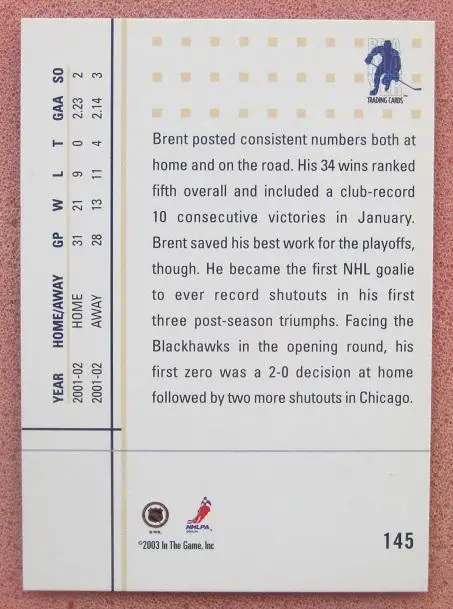 BE A PLAYER
TRADING CARDS
YEAR HOME/AWAY GP W L T GAA SO
2001-02 HOME 31 21 9 0 2.23 2
2001-02 AWAY 28 13 11 4 2.14 3
Brent posted consistent numbers both at
home and on the road. His 34 wins ranked
fifth overall and included a club-record
10 consecutive victories in January.
Brent saved his best work for the playoffs,
though. He became the first NHL goalie
to ever record shutouts in his first
three post-season triumphs. Facing the
Blackhawks in the opening round, his
first zero was a 2-0 decision at home
followed by two more shutouts in Chicago.
NHLPA
©2003 In The Game, Inc
145